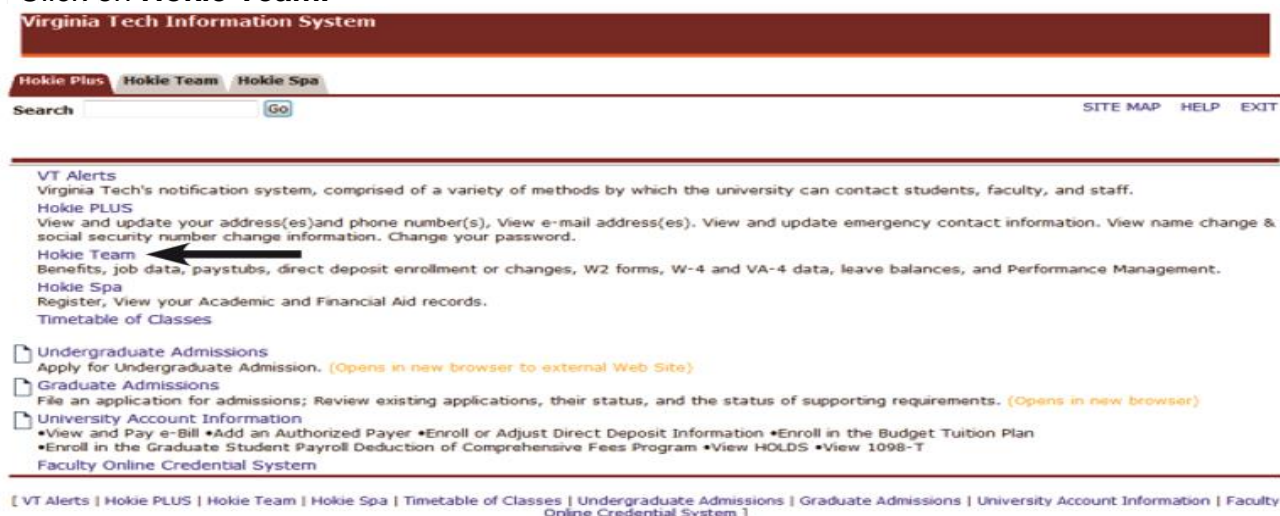 Click on Hokie Team.
Virginia Tech Information System
Hokie Plus Hokie Team Hokie Spa
Search Go SITE MAP HELP EXIT
VT Alerts
Virginia Tech's notification system, comprised of a variety of methods by which the university can contact students, faculty, and staff.
Hokie PLUS
View and update your address(es)and phone number(s), View e-mail address(es). View and update emergency contact information. View name change &
social security number change information. Change your password.
Hokie Team
Benefits, job data, paystubs, direct deposit enrollment or changes, W2 forms, W-4 and VA-4 data, leave balances, and Performance Management.
Hokie Spa
Register, View your Academic and Financial Aid records.
Timetable of Classes
Undergraduate Admissions
Apply for Undergraduate Admission. (Opens in new browser to external Web Site)
Graduate Admissions
File an application for admissions; Review existing applications, their status, and the status of supporting requirements. (Opens in new browser)
University Account Information
•View and Pay e-Bill •Add an Authorized Payer •Enroll or Adjust Direct Deposit Information •Enroll in the Budget Tuition Plan
•Enroll in the Graduate Student Payroll Deduction of Comprehensive Fees Program •View HOLDS •View 1098-T
Faculty Online Credential System
[ VT Alerts | Hokie PLUS | Hokie Team | Hokie Spa | Timetable of Classes | Undergraduate Admissions | Graduate Admissions | University Account Information | Faculty
Online Credential System ]